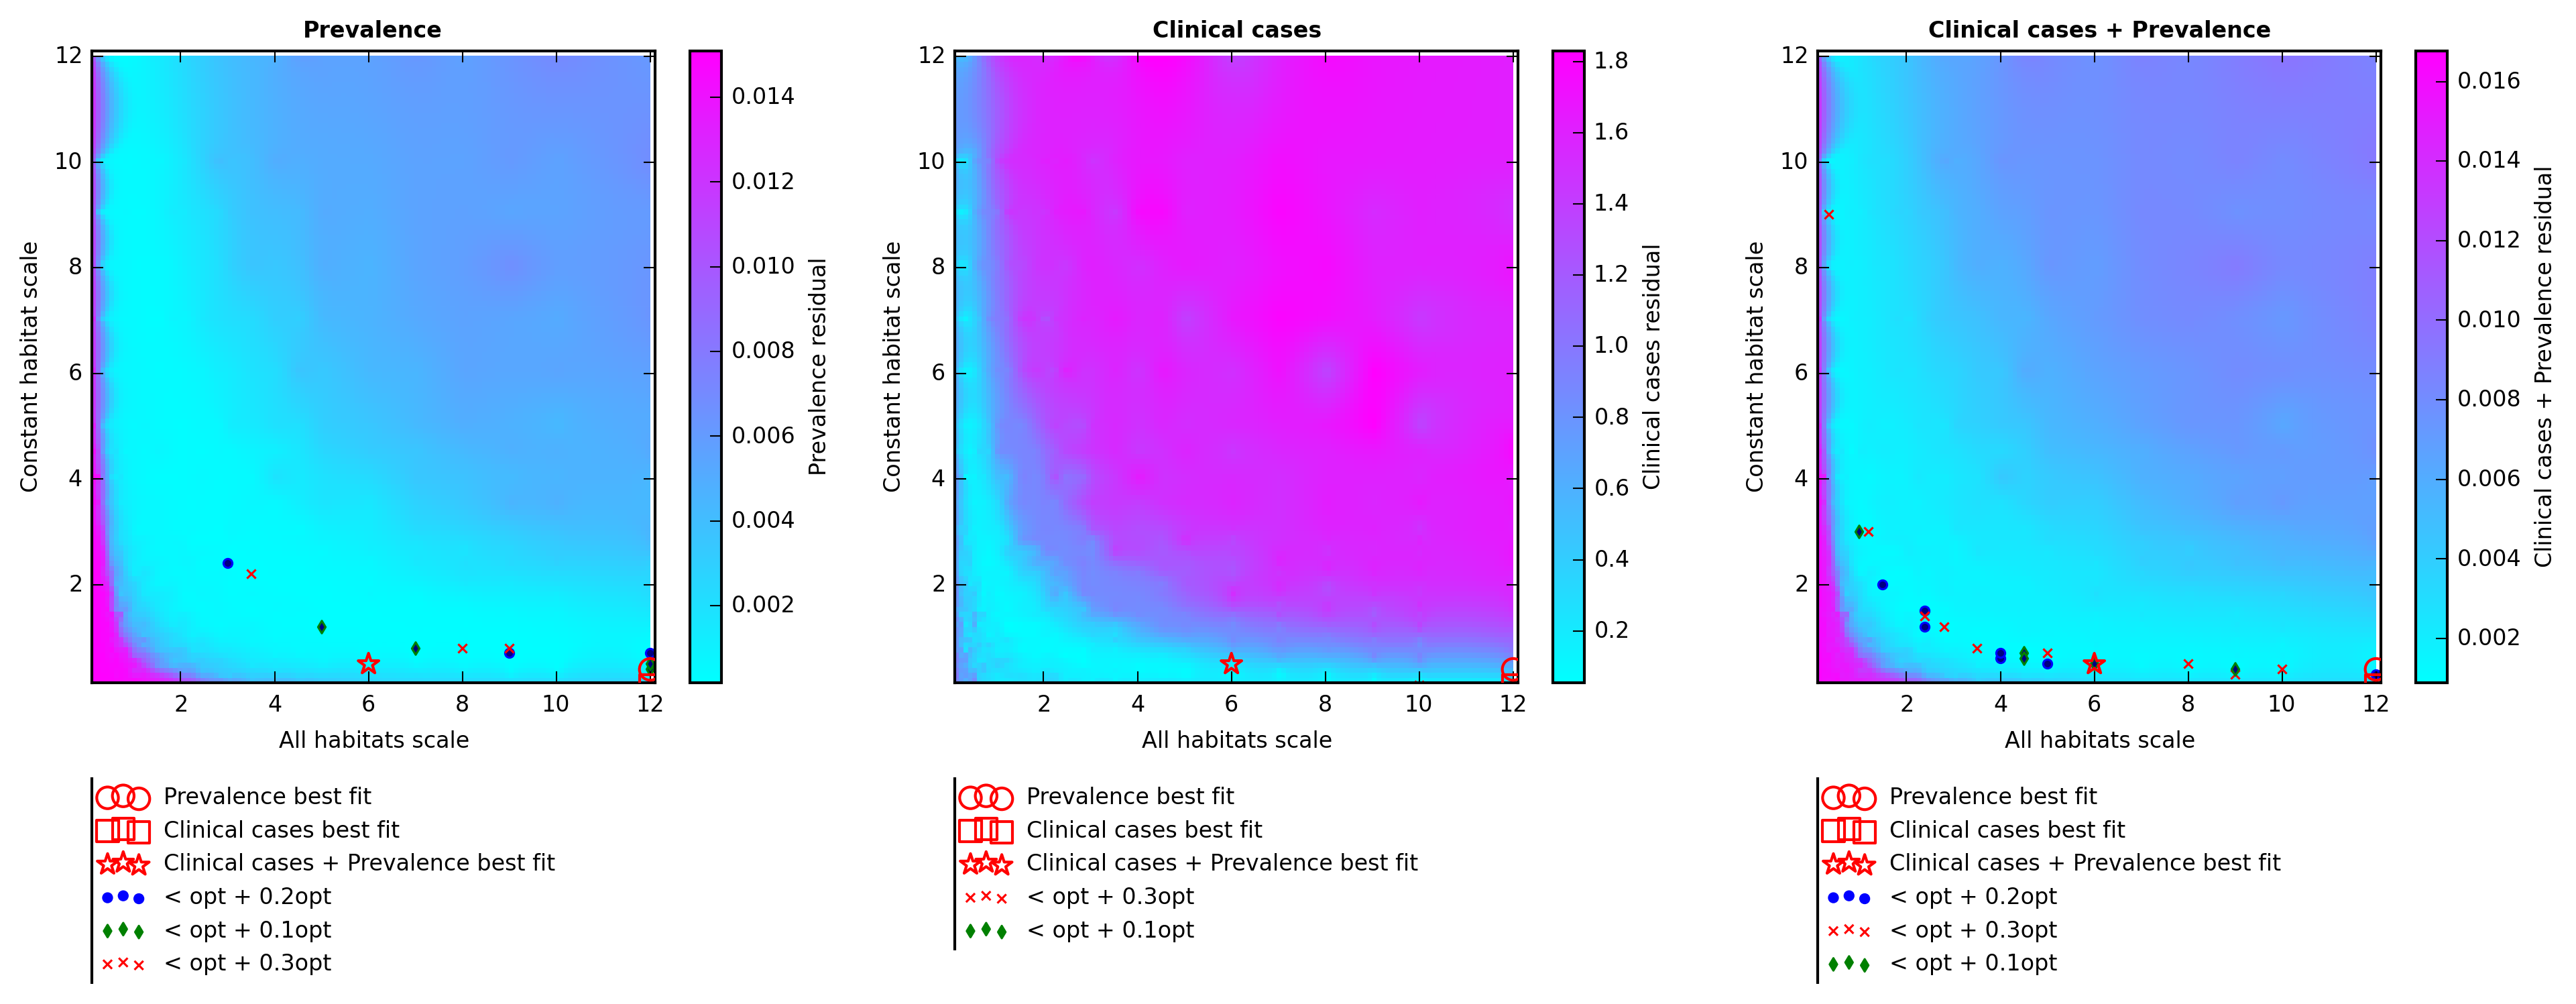 Prevalence
Clinical cases
Clinical cases + Prevalence
12
10
8
6
4
2
Constant habitat scale
2 4 6 8 10 12
All habitats scale
0.014
0.012
0.010
0.008
0.006
0.004
0.002
Prevalence residual
12
10
8
6
4
2
Constant habitat scale
2 4 6 8 10 12
All habitats scale
1.8
1.6
1.4
1.2
1.0
0.8
0.6
0.4
0.2
Clinical cases residual
12
10
8
6
4
2
Constant habitat scale
2 4 6 8 10 12
All habitats scale
0.016
0.014
0.012
0.010
0.008
0.006
0.004
0.002
Clinical cases + Prevalence residual
Prevalence best fit
Clinical cases best fit
Clinical cases + Prevalence best fit
< opt + 0.2opt
< opt + 0.1opt
< opt + 0.3opt
Prevalence best fit
Clinical cases best fit
Clinical cases + Prevalence best fit
< opt + 0.3opt
< opt + 0.1opt
Prevalence best fit
Clinical cases best fit
Clinical cases + Prevalence best fit
< opt + 0.2opt
< opt + 0.3opt
< opt + 0.1opt